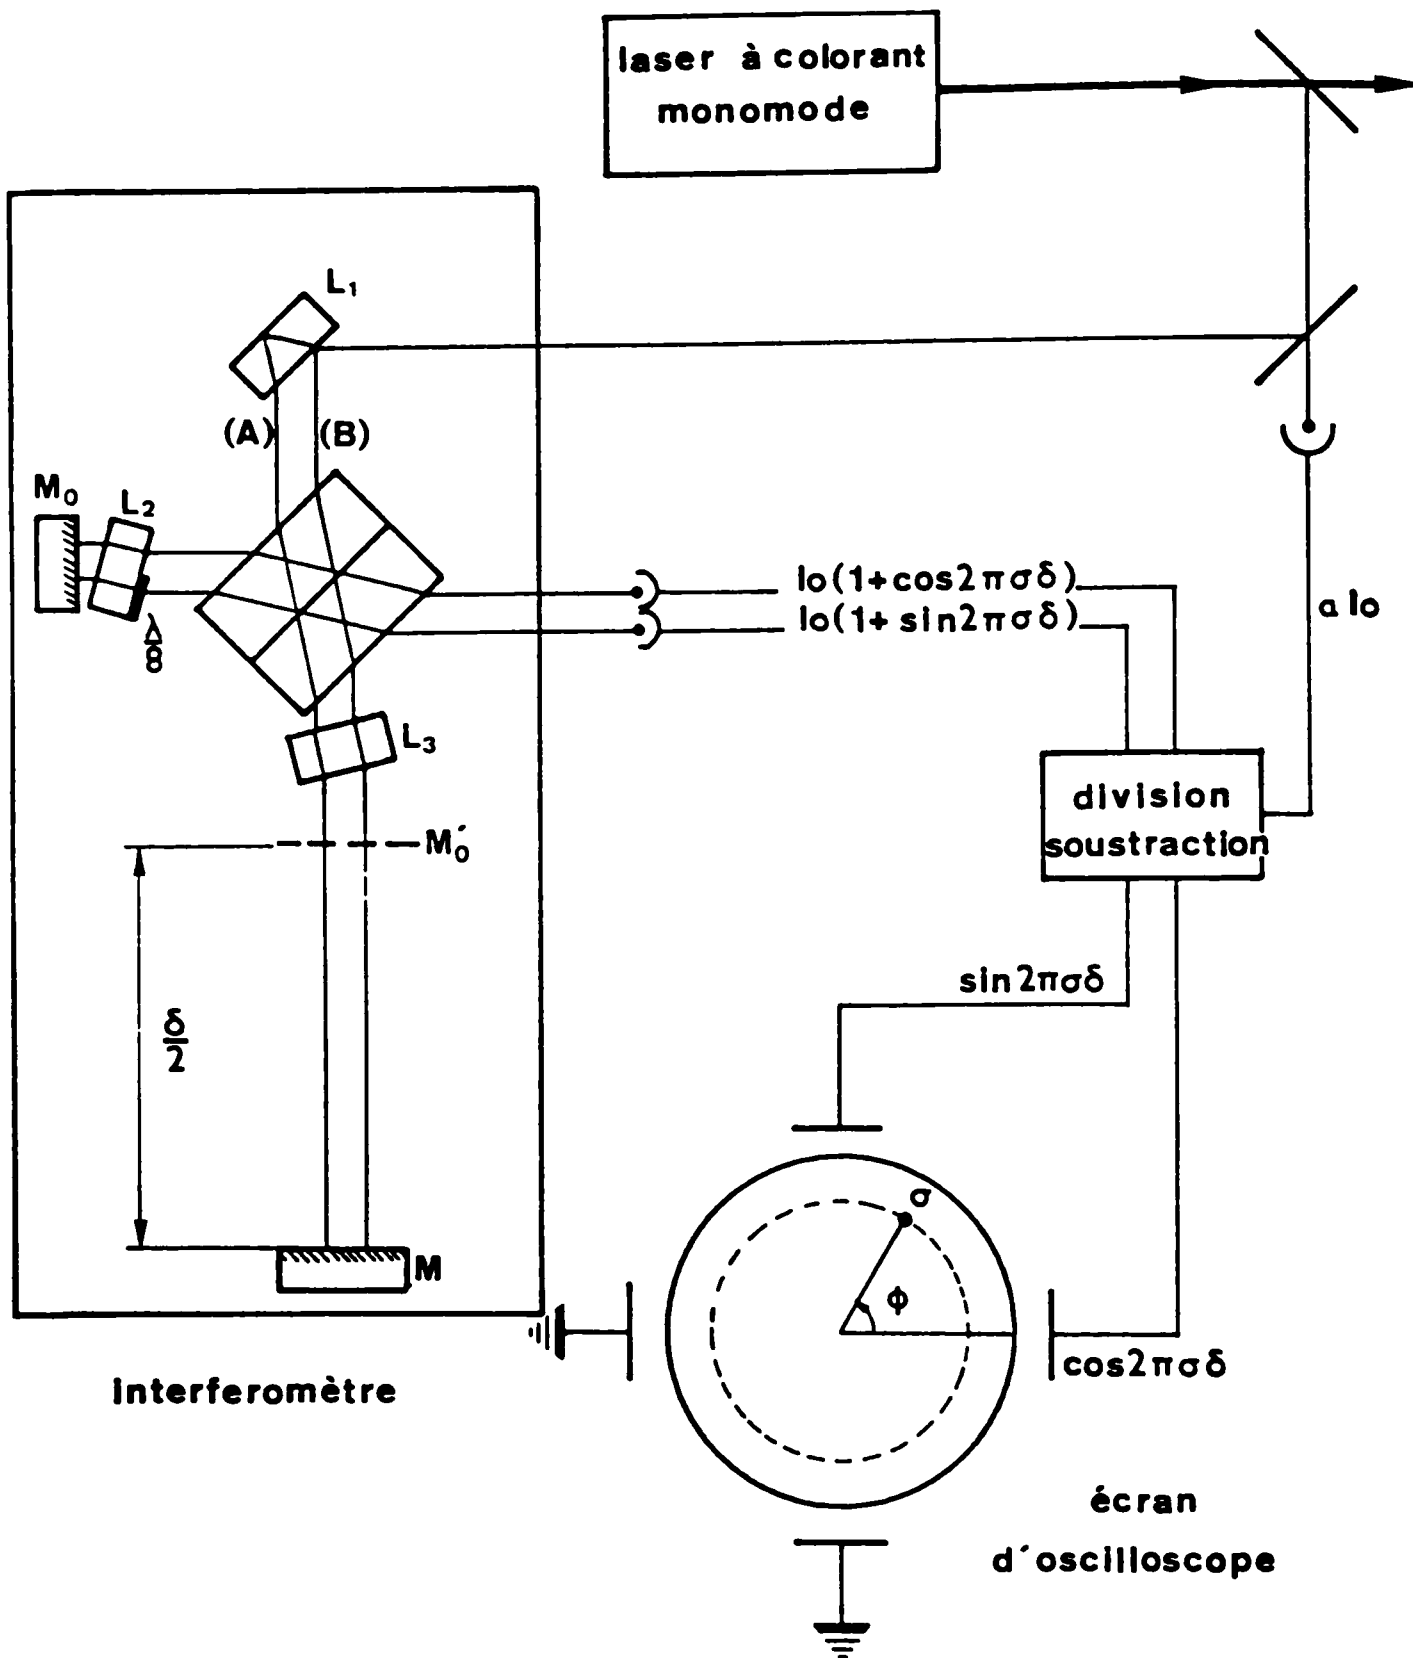 laser à colorant
monomode
L₁
(A) (B)
M₀
L₂
λ/8
Io(1+cos2πσδ)
Io(1+ sin2πσδ)
a Io
L₃
division
soustraction
M'₀
sin2πσδ
δ/2
σ
M
ϕ
cos2πσδ
Interferomètre
écran
d'oscilloscope